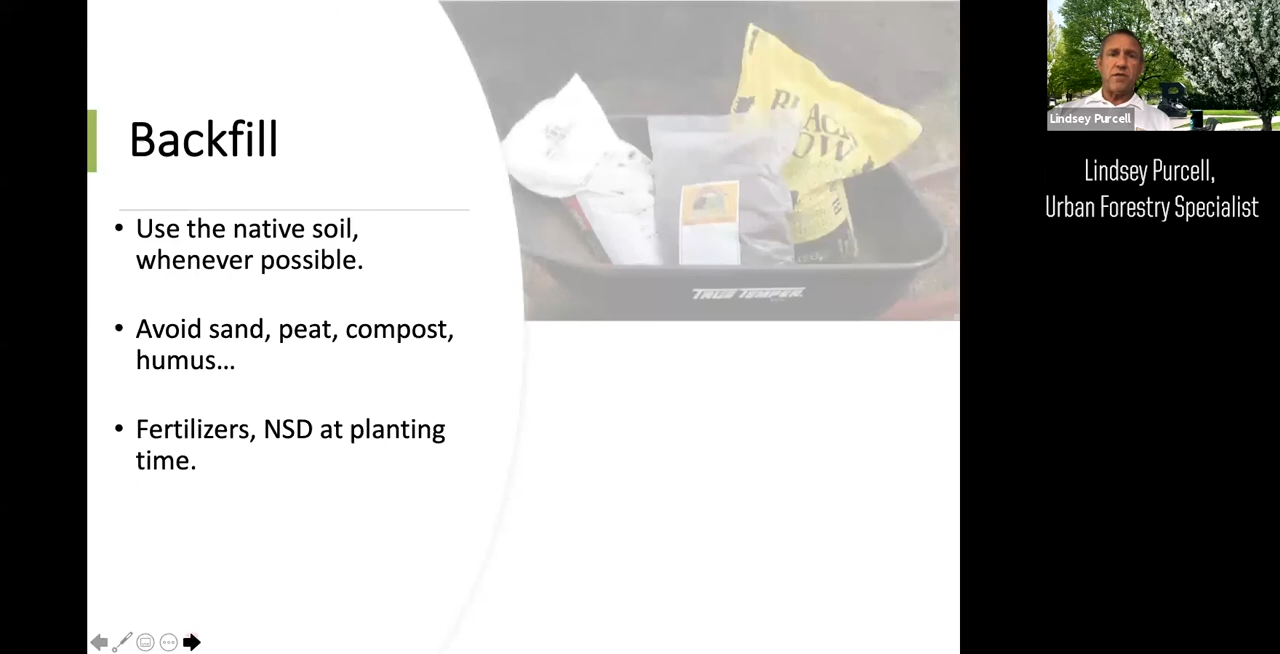 Backfill
• Use the native soil,
whenever possible.
• Avoid sand, peat, compost,
humus...
• Fertilizers, NSD at planting
time.
BLACK
TRUE TEMPER.
Lindsey Purcell
Lindsey Purcell,
Urban Forestry Specialist